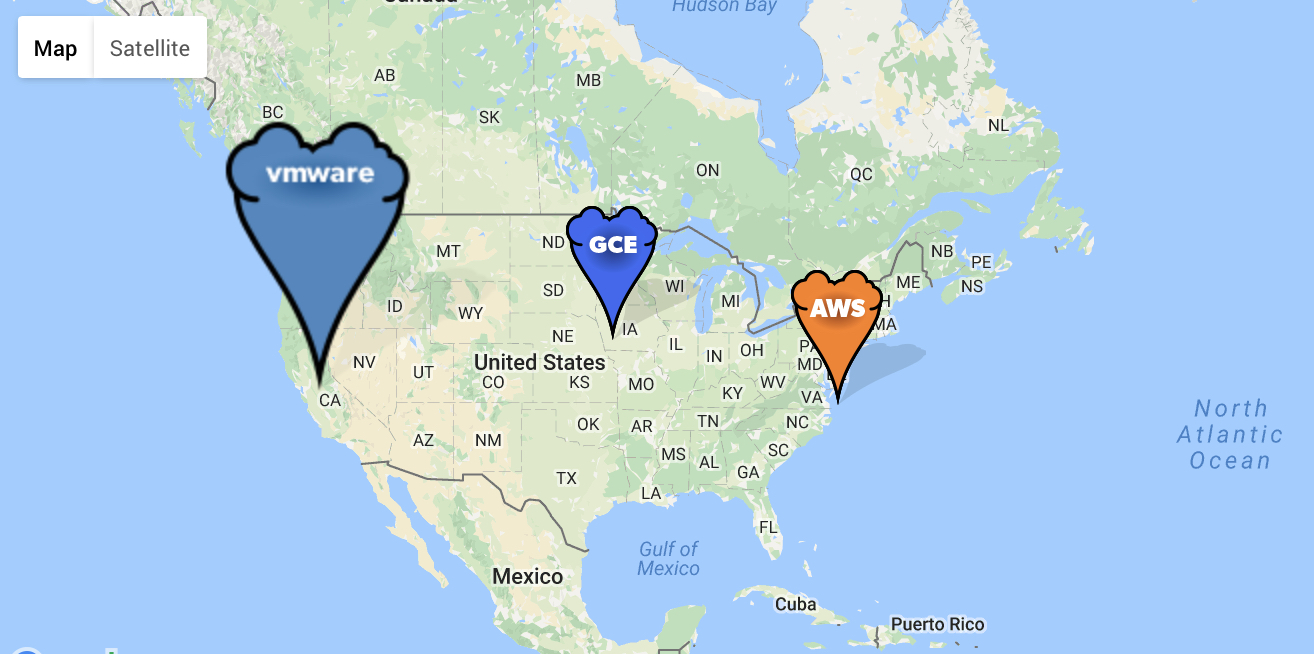 Hudson Bay
Canada
Map
Satellite
AB
MB
BC
SK
NL
ON
QC
vmware
ND
GCE
MT
NB
PE
ME
NS
SD
WI
MI
AWS
ID
WY
IA
MA
NE
IL
IN
OH
PA
NV
UT
United States
MD
CO
KS
MO
KY
WV
VA
CA
North
Atlantic
Ocean
OK
AR
TN
NC
AZ
NM
MS
AL
SC
GA
TX
LA
FL
Gulf of
Mexico
Mexico
Cuba
Puerto Rico